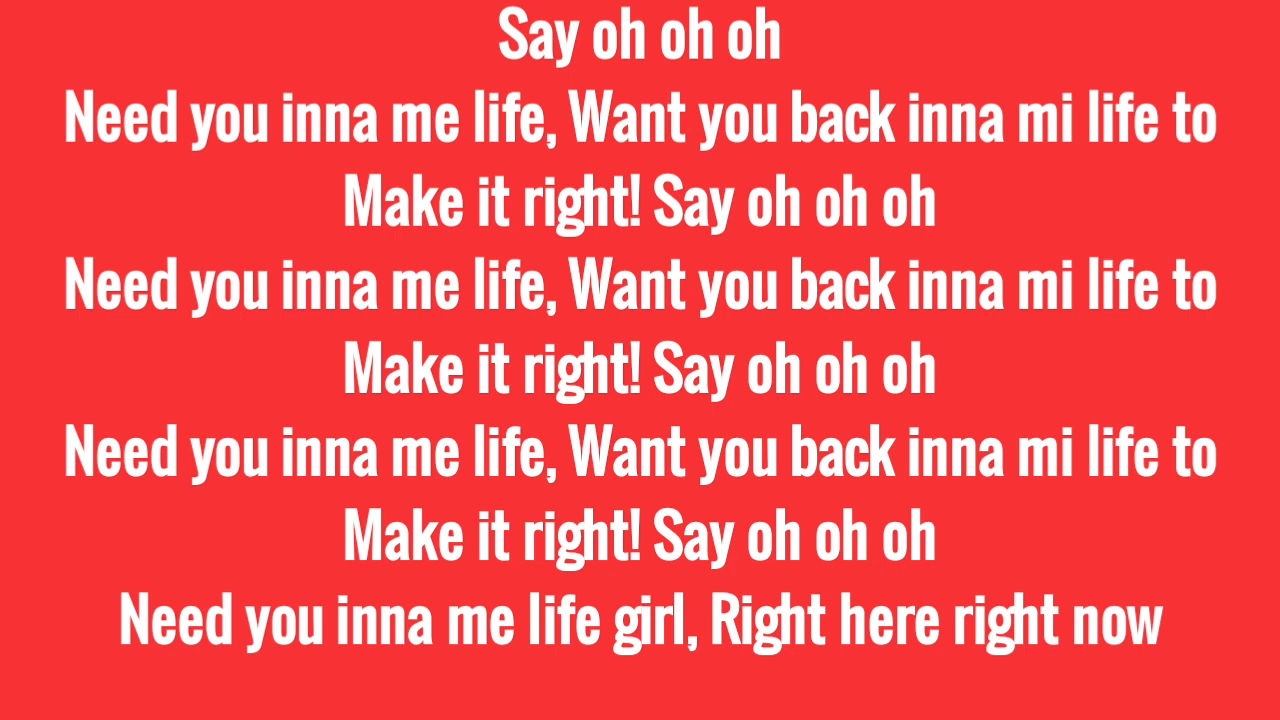 Say oh oh oh
Need you inna me life, Want you back inna mi life to
Make it right! Say oh oh oh
Need you inna me life, Want you back inna mi life to
Make it right! Say oh oh oh
Need you inna me life, Want you back inna mi life to
Make it right! Say oh oh oh
Need you inna me life girl, Right here right now